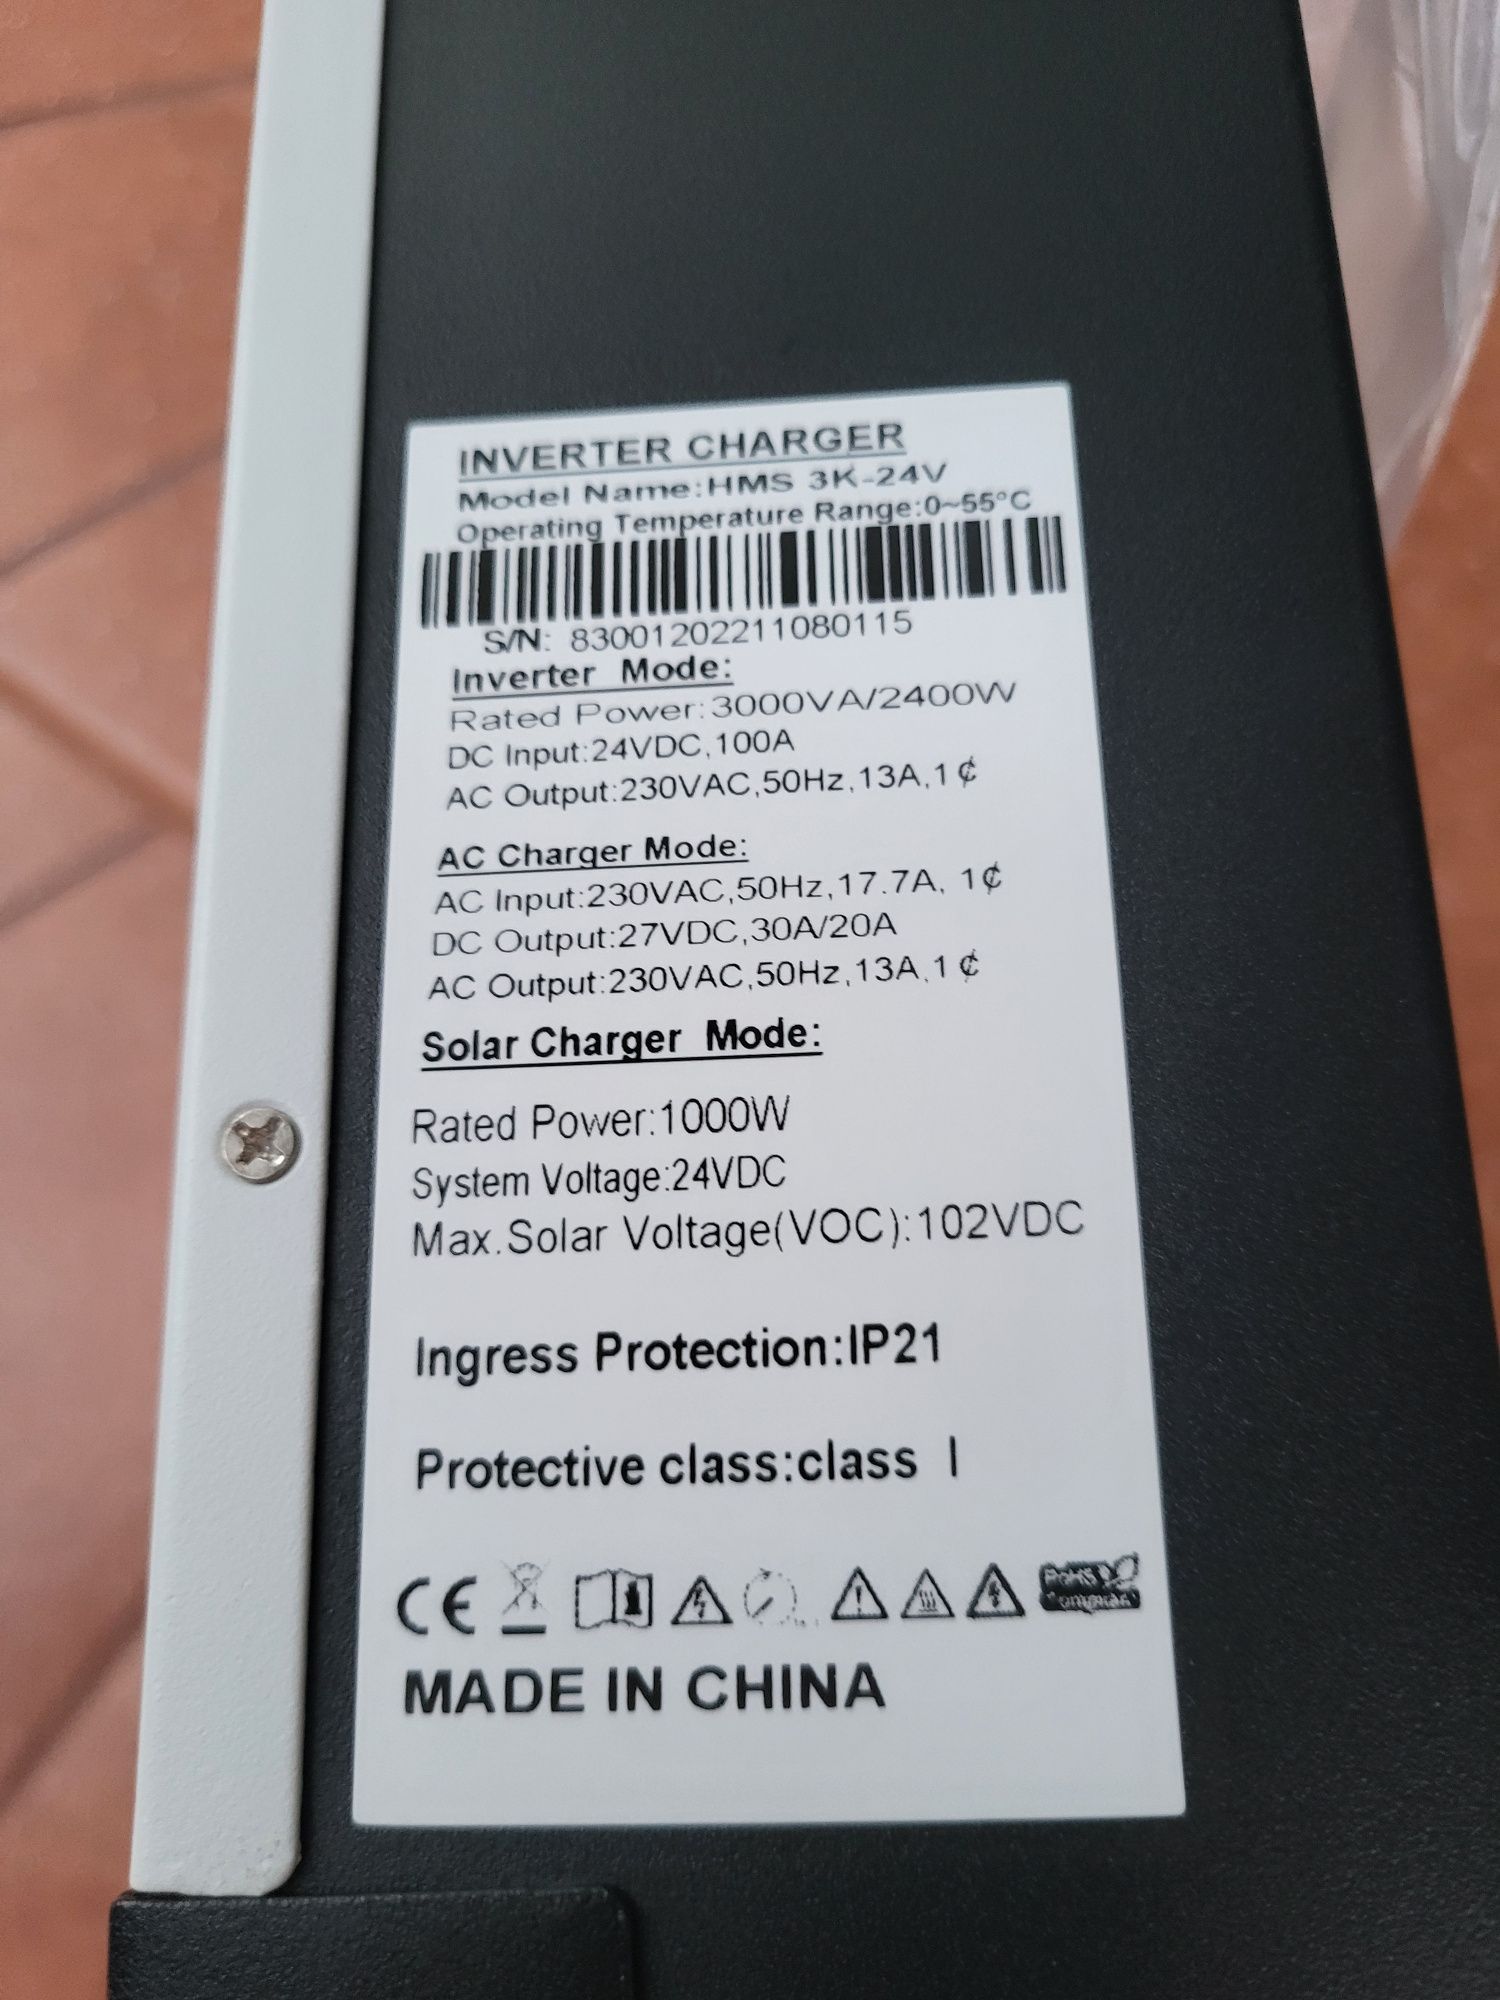 INVERTER CHARGER
Model Name:HMS 3K-24V
Operating Temperature Range:0~55°C
S/N: 83001202211080115
Inverter Mode:
Rated Power:3000VA/2400W
DC Input:24VDC,100A
AC Output:230VAC,50Hz,13A,1¢
AC Charger Mode:
AC Input:230VAC,50Hz,17.7A, 1¢
DC Output:27VDC,30A/20A
AC Output:230VAC,50Hz,13A,1¢
Solar Charger Mode:
Rated Power:1000W
System Voltage:24VDC
Max.Solar Voltage(VOC):102VDC
Ingress Protection:IP21
Protective class:class I
CE RoHS
MADE IN CHINA